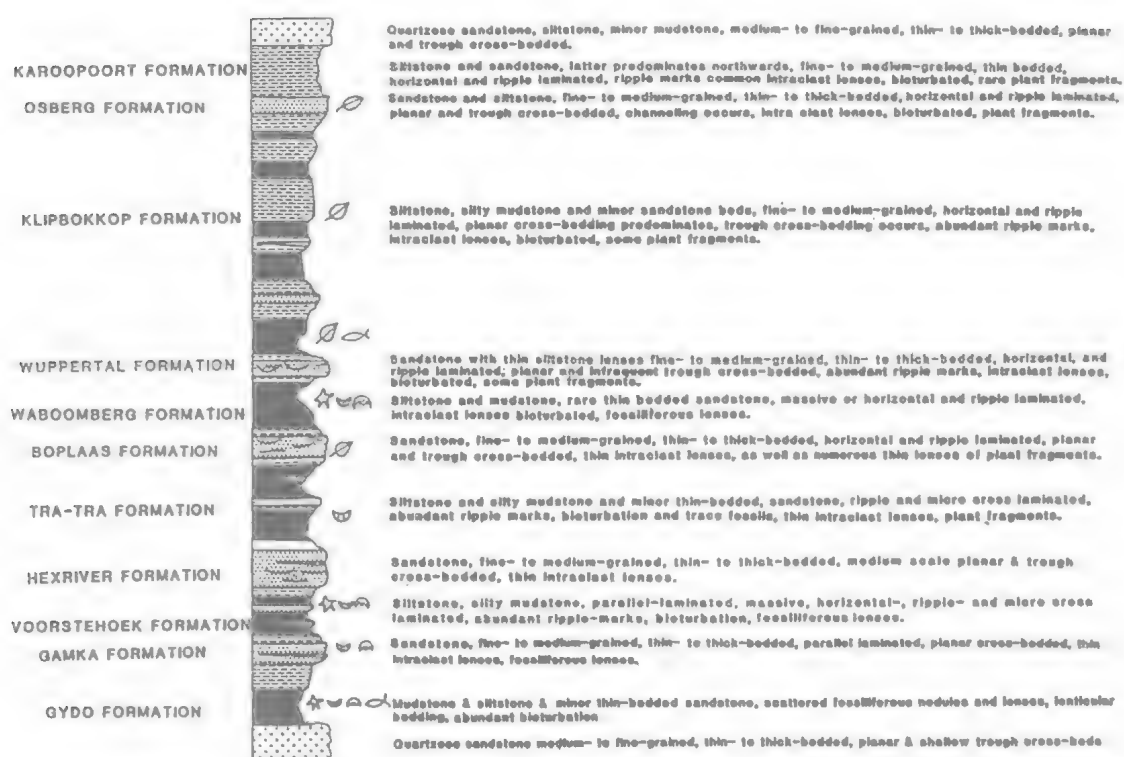 Quartzose sandstone, siltstone, minor mudstone, medium- to fine-grained, thin- to thick-bedded, planar
and trough cross-bedded.
KAROOPOORT FORMATION
Siltstone and sandstone, latter predominates northwards, fine- to medium-grained, thin bedded,
horizontal and ripple laminated, ripple marks common intraclast lenses, bioturbated, rare plant fragments.
OSBERG FORMATION
Sandstone and siltstone, fine- to medium-grained, thin- to thick-bedded, horizontal and ripple laminated,
planar and trough cross-bedded, channeling occurs, intra clast lenses, bioturbated, plant fragments.
KLIPBOKKOP FORMATION
Siltstone, silty mudstone and minor sandstone beds, fine- to medium-grained, horizontal and ripple
laminated, planar cross-bedding predominates, trough cross-bedding occurs, abundant ripple marks,
intraclast lenses, bioturbated, some plant fragments.
WUPPERTAL FORMATION
Sandstone with thin siltstone lenses fine- to medium-grained, thin- to thick-bedded, horizontal, and
ripple laminated; planar and infrequent trough cross-bedded, abundant ripple marks, intraclast lenses,
bioturbated, some plant fragments.
WABOOMBERG FORMATION
Siltstone and mudstone, rare thin bedded sandstone, massive or horizontal and ripple laminated,
intraclast lenses bioturbated, fossiliferous lenses.
BOPLAAS FORMATION
Sandstone, fine- to medium-grained, thin- to thick-bedded, horizontal and ripple laminated, planar
and trough cross-bedded, thin intraclast lenses, as well as numerous thin lenses of plant fragments.
TRA-TRA FORMATION
Siltstone and silty mudstone and minor thin-bedded, sandstone, ripple and micro cross laminated,
abundant ripple marks, bioturbation and trace fossils, thin intraclast lenses, plant fragments.
HEXRIVER FORMATION
Sandstone, fine- to medium-grained, thin- to thick-bedded, medium scale planar & trough
cross-bedded, thin intraclast lenses.
VOORSTEHOEK FORMATION
Siltstone, silty mudstone, parallel-laminated, massive, horizontal-, ripple- and micro cross
laminated, abundant ripple-marks, bioturbation, fossiliferous lenses.
GAMKA FORMATION
Sandstone, fine- to medium-grained, thin- to thick-bedded, parallel laminated, planar cross-bedded, thin
intraclast lenses, fossiliferous lenses.
GYDO FORMATION
Mudstone & siltstone & minor thin-bedded sandstone, scattered fossiliferous nodules and lenses, lenticular
bedding, abundant bioturbation
Quartzose sandstone medium- to fine-grained, thin- to thick-bedded, planar & shallow trough cross-beds